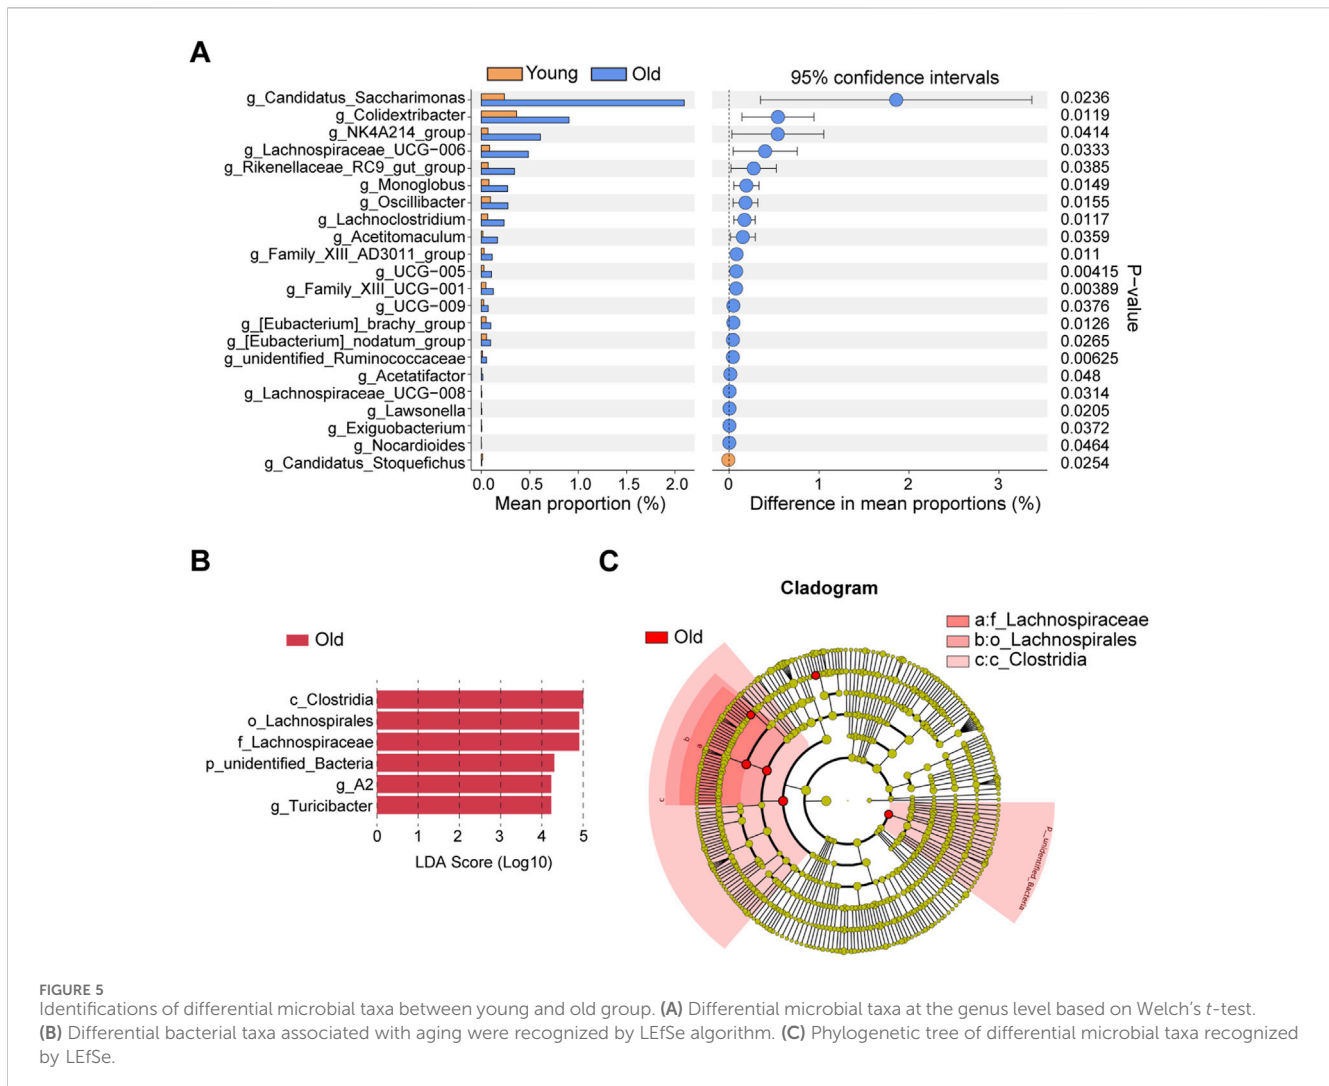 A
Young Old
95% confidence intervals
g_Candidatus_Saccharimonas 0.0236
g_Colidextribacter 0.0119
g_NK4A214_group 0.0414
g_Lachnospiraceae_UCG−006 0.0333
g_Rikenellaceae_RC9_gut_group 0.0385
g_Monoglobus 0.0149
g_Oscillibacter 0.0155
g_Lachnoclostridium 0.0117
g_Acetitomaculum 0.0359
g_Family_XIII_AD3011_group 0.011
g_UCG−005 0.00415
g_Family_XIII_UCG−001 0.00389
g_UCG−009 0.0376
g_[Eubacterium]_brachy_group 0.0126
g_[Eubacterium]_nodatum_group 0.0265
g_unidentified_Ruminococcaceae 0.00625
g_Acetatifactor 0.048
g_Lachnospiraceae_UCG−008 0.0314
g_Lawsonella 0.0205
g_Exiguobacterium 0.0372
g_Nocardioides 0.0464
g_Candidatus_Stoquefichus 0.0254
P−value
0.0 0.5 1.0 1.5 2.0 0 1 2 3
Mean proportion (%) Difference in mean proportions (%)
B
Old
c_Clostridia
o_Lachnospirales
f_Lachnospiraceae
p_unidentified_Bacteria
g_A2
g_Turicibacter
0 1 2 3 4 5
LDA Score (Log10)
C
Cladogram
Old
a:f_Lachnospiraceae
b:o_Lachnospirales
c:c_Clostridia
b
a
c
p__unidentified_Bacteria
FIGURE 5
Identifications of differential microbial taxa between young and old group. (A) Differential microbial taxa at the genus level based on Welch’s t-test.
(B) Differential bacterial taxa associated with aging were recognized by LEfSe algorithm. (C) Phylogenetic tree of differential microbial taxa recognized
by LEfSe.